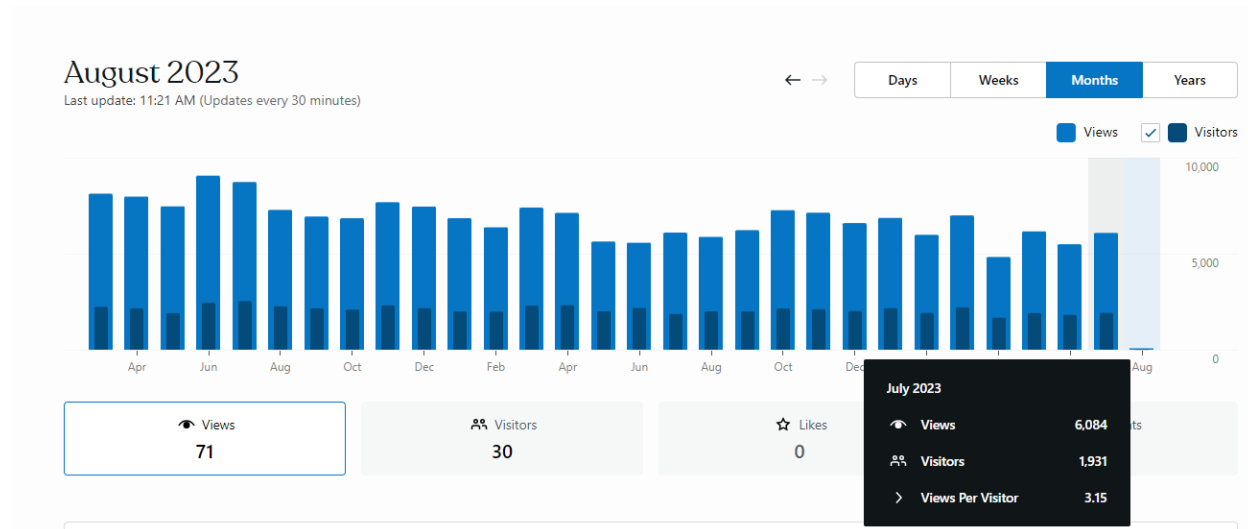 August 2023
Last update: 11:21 AM (Updates every 30 minutes)
Days Weeks Months Years
Views Visitors
10,000
5,000
0
Apr Jun Aug Oct Dec Feb Apr Jun Aug Oct Aug
July 2023
Views 6,084
Visitors 1,931
Views Per Visitor 3.15
Views
71
Visitors
30
Likes
0